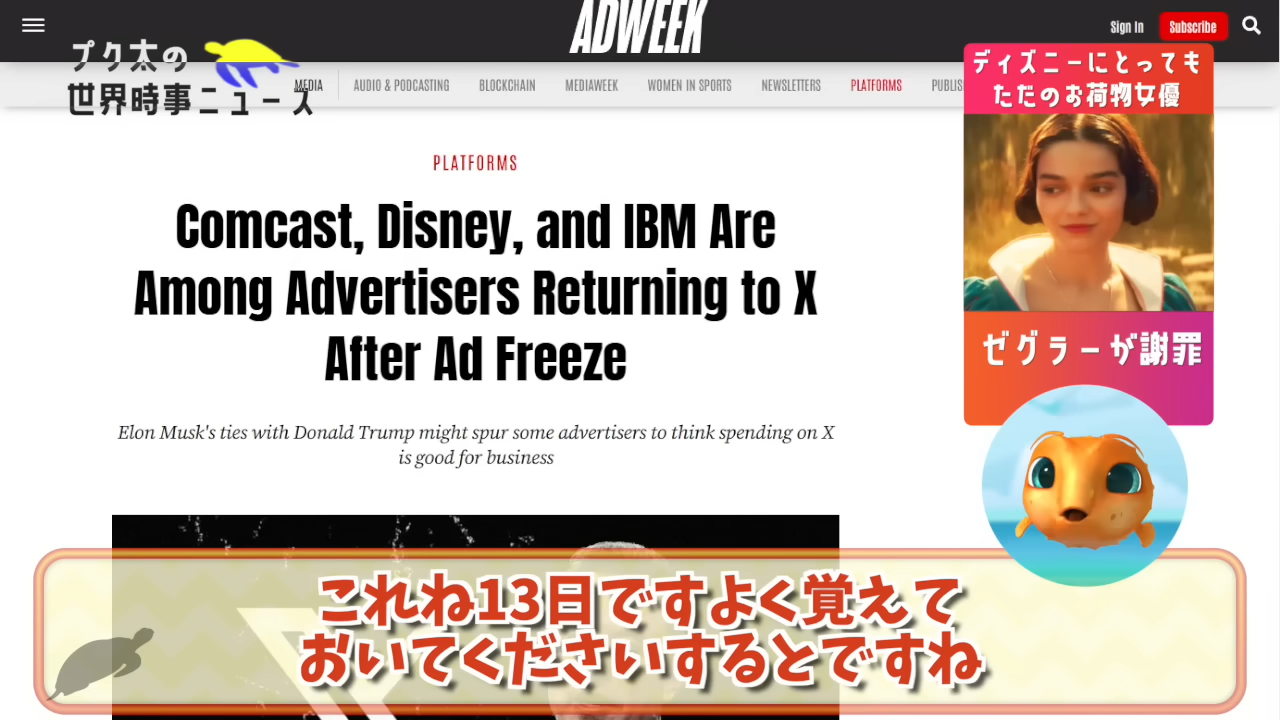 ADWEEK
Sign In
Subscribe
プク太の
世界時事ニュース
MEDIA
AUDIO & PODCASTING
BLOCKCHAIN
MEDIAWEEK
WOMEN IN SPORTS
NEWSLETTERS
PLATFORMS
PUBLIS
ディズニーにとっても
ただのお荷物女優
PLATFORMS
Comcast, Disney, and IBM Are
Among Advertisers Returning to X
After Ad Freeze
ゼグラーが謝罪
Elon Musk's ties with Donald Trump might spur some advertisers to think spending on X
is good for business
これね13日ですよく覚えて
おいてくださいするとですね